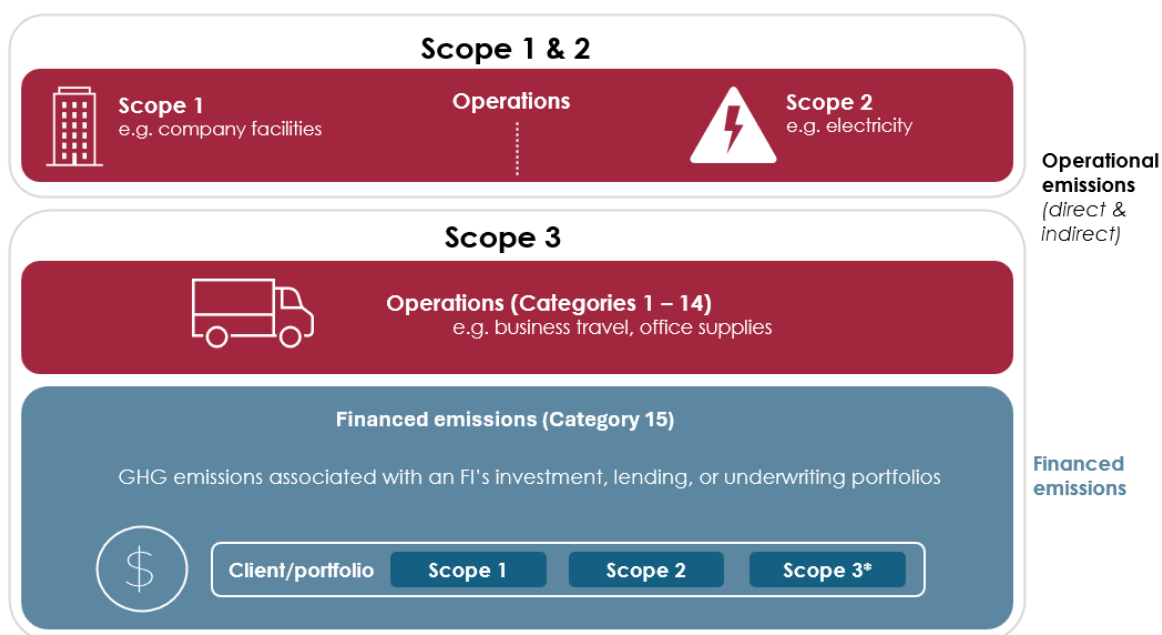 Scope 1 & 2
Scope 1
e.g. company facilities
Operations
Scope 2
e.g. electricity
Operational
emissions
(direct &
indirect)
Scope 3
Operations (Categories 1 – 14)
e.g. business travel, office supplies
Financed emissions (Category 15)
GHG emissions associated with an FI's investment, lending, or underwriting portfolios
Financed
emissions
$
Client/portfolio Scope 1 Scope 2 Scope 3*